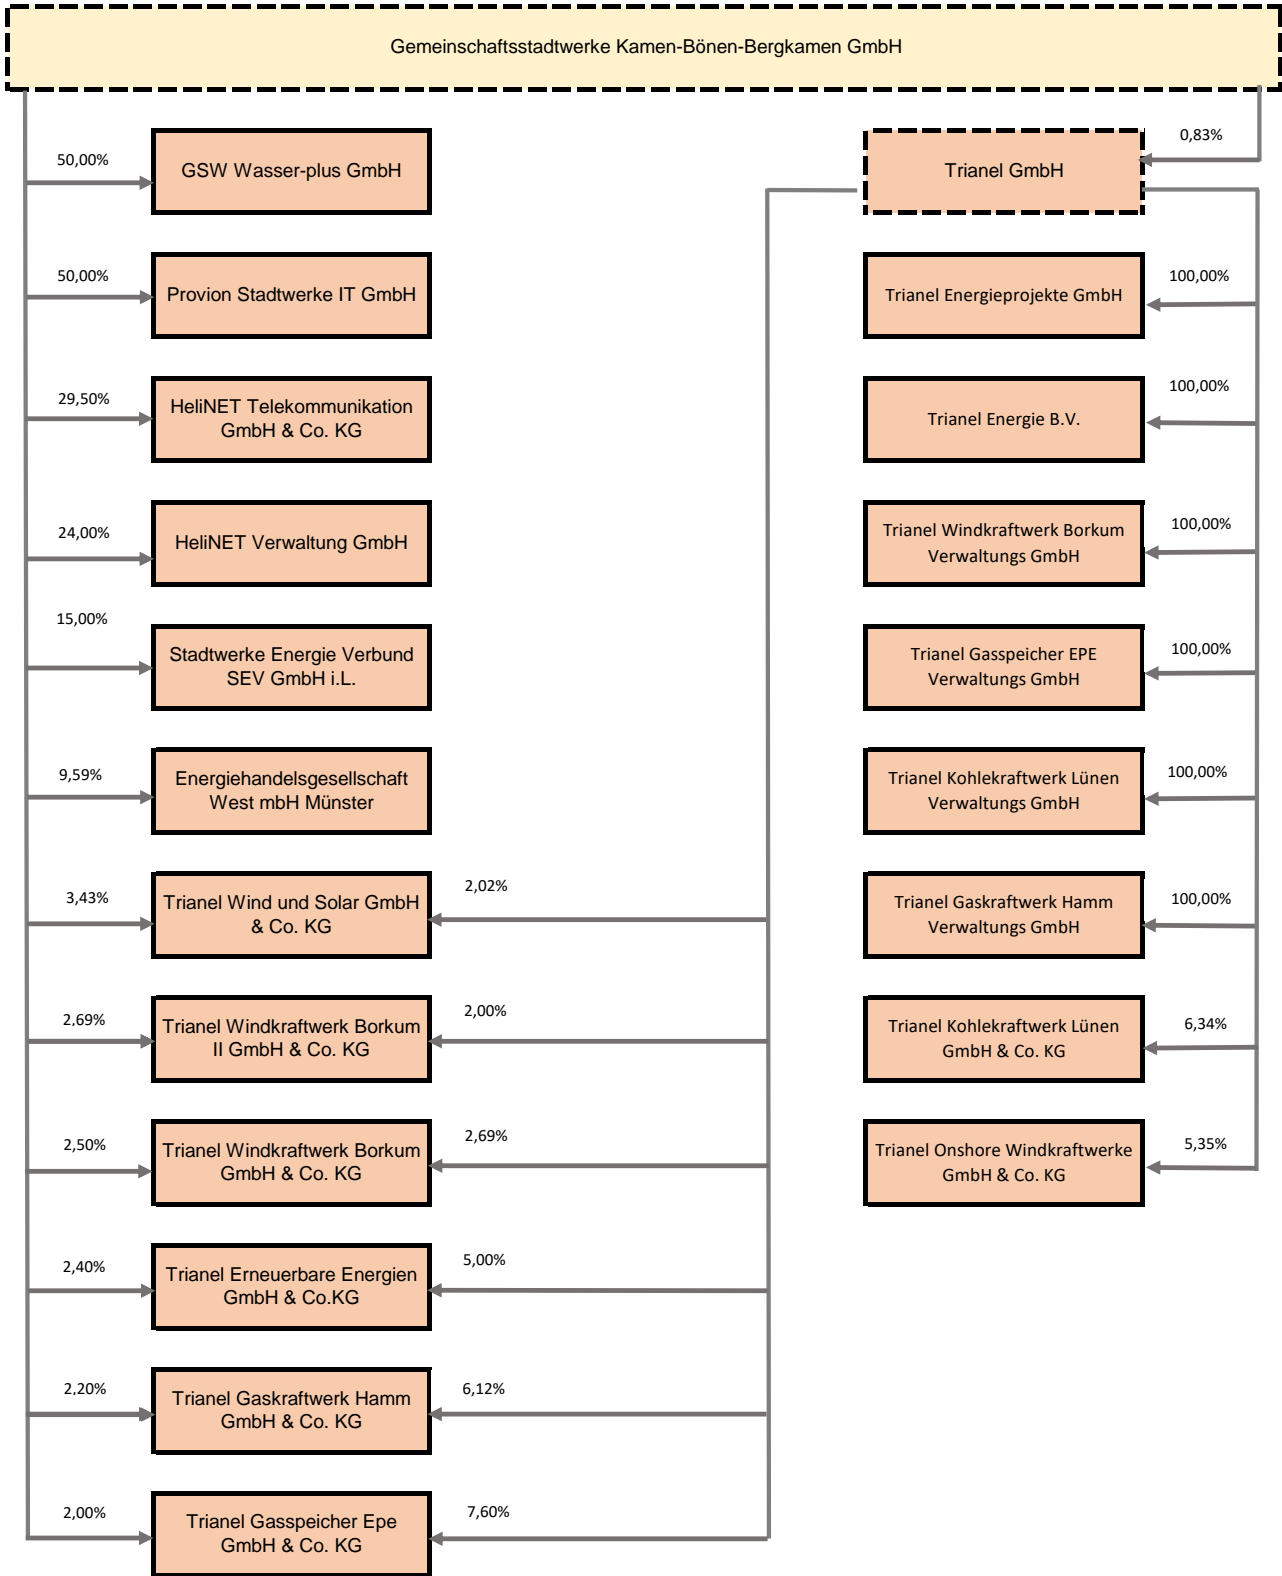 Gemeinschaftsstadtwerke Kamen-Bönen-Bergkamen GmbH
50,00%
GSW Wasser-plus GmbH
Trianel GmbH
0,83%
50,00%
Provion Stadtwerke IT GmbH
Trianel Energieprojekte GmbH
100,00%
29,50%
HeliNET Telekommunikation
GmbH & Co. KG
Trianel Energie B.V.
100,00%
24,00%
HeliNET Verwaltung GmbH
Trianel Windkraftwerk Borkum
Verwaltungs GmbH
100,00%
15,00%
Stadtwerke Energie Verbund
SEV GmbH i.L.
Trianel Gasspeicher EPE
Verwaltungs GmbH
100,00%
9,59%
Energiehandelsgesellschaft
West mbH Münster
Trianel Kohlekraftwerk Lünen
Verwaltungs GmbH
100,00%
3,43%
Trianel Wind und Solar GmbH
& Co. KG
2,02%
Trianel Gaskraftwerk Hamm
Verwaltungs GmbH
100,00%
2,69%
Trianel Windkraftwerk Borkum
II GmbH & Co. KG
2,00%
Trianel Kohlekraftwerk Lünen
GmbH & Co. KG
6,34%
2,50%
Trianel Windkraftwerk Borkum
GmbH & Co. KG
2,69%
Trianel Onshore Windkraftwerke
GmbH & Co. KG
5,35%
2,40%
Trianel Erneuerbare Energien
GmbH & Co.KG
5,00%
2,20%
Trianel Gaskraftwerk Hamm
GmbH & Co. KG
6,12%
2,00%
Trianel Gasspeicher Epe
GmbH & Co. KG
7,60%